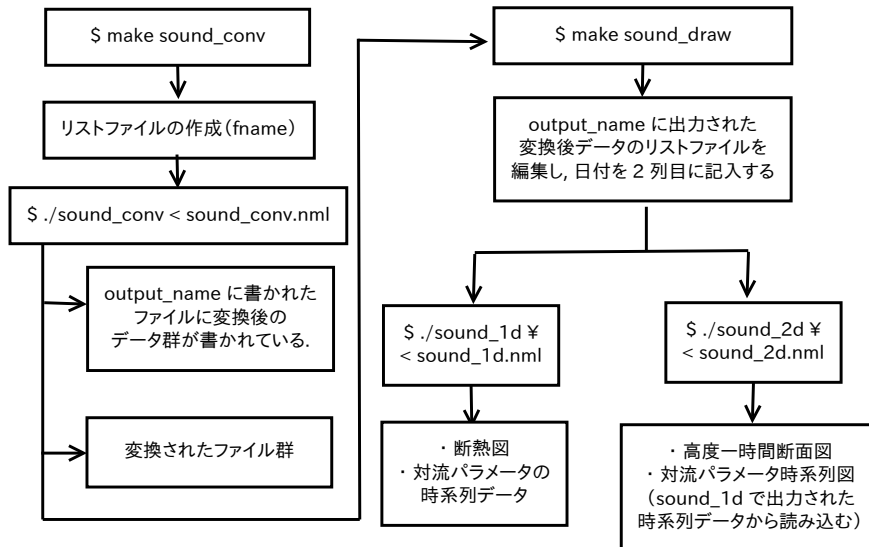 $ make sound_conv
リストファイルの作成(fname)
$ ./sound_conv < sound_conv.nml
output_name に書かれた
ファイルに変換後の
データ群が書かれている.
変換されたファイル群
$ make sound_draw
output_name に出力された
変換後データのリストファイルを
編集し, 日付を 2 列目に記入する
$ ./sound_1d ¥
< sound_1d.nml
・断熱図
・対流パラメータの
時系列データ
$ ./sound_2d ¥
< sound_2d.nml
・高度ー時間断面図
・対流パラメータ時系列図
(sound_1d で出力された
時系列データから読み込む)